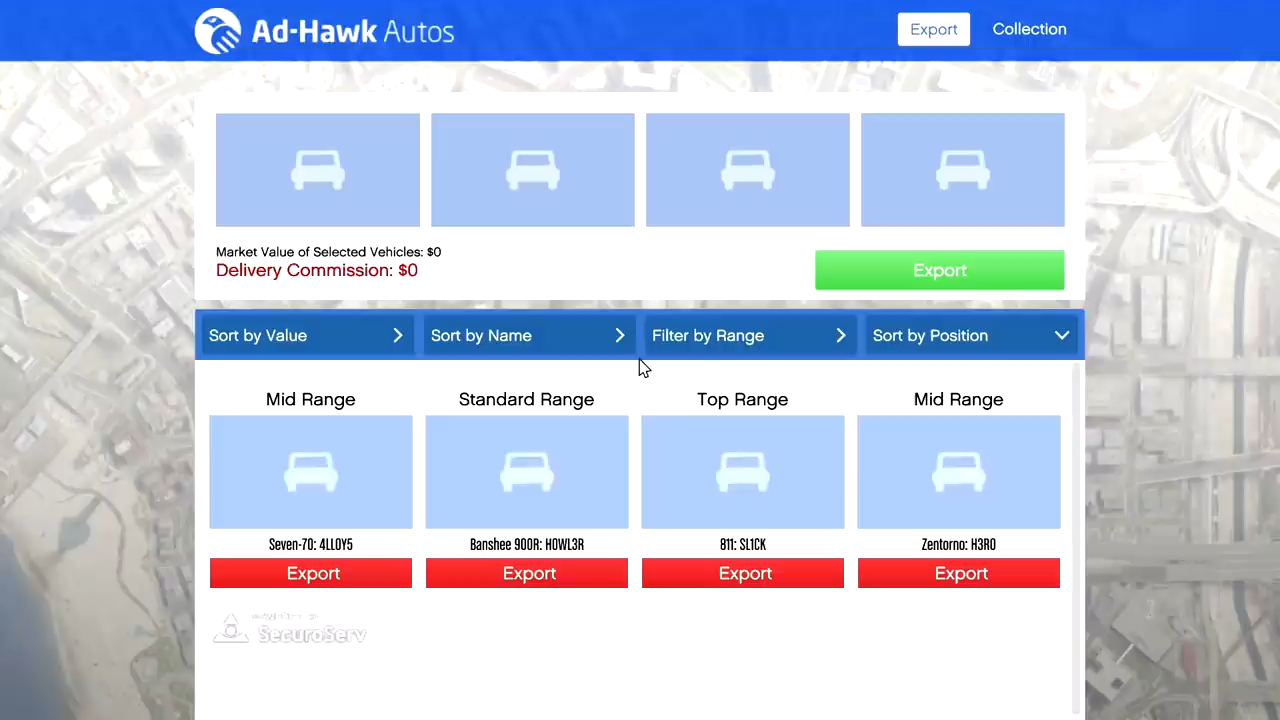 Ad-Hawk Autos
Export
Collection
Market Value of Selected Vehicles: $0
Delivery Commission: $0
Export
Sort by Value
Sort by Name
Filter by Range
Sort by Position
Mid Range
Standard Range
Top Range
Mid Range
Seven-70: 4LLOY5
Banshee 900R: H0WL3R
811: SL1CK
Zentorno: H3R0
Export
Export
Export
Export
SecuroServ